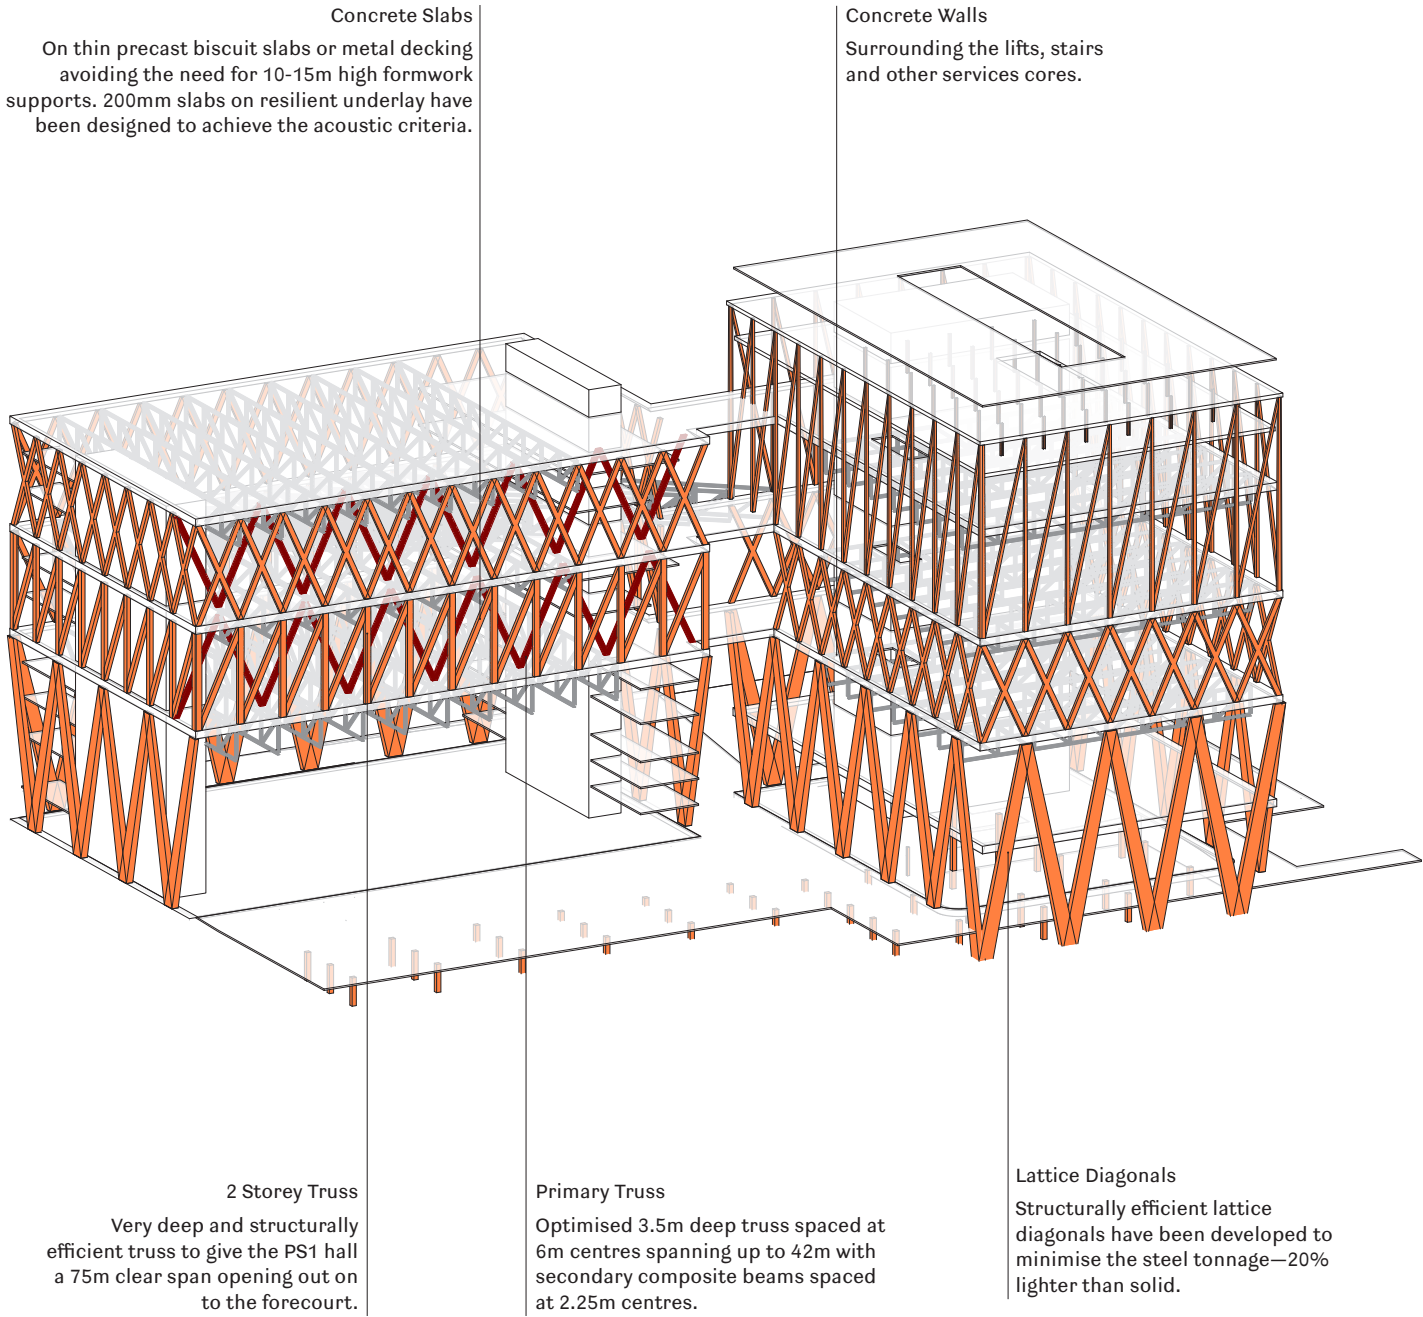 Concrete Slabs
On thin precast biscuit slabs or metal decking
avoiding the need for 10-15m high formwork
supports. 200mm slabs on resilient underlay have
been designed to achieve the acoustic criteria.
Concrete Walls
Surrounding the lifts, stairs
and other services cores.
2 Storey Truss
Very deep and structurally
efficient truss to give the PS1 hall
a 75m clear span opening out on
to the forecourt.
Primary Truss
Optimised 3.5m deep truss spaced at
6m centres spanning up to 42m with
secondary composite beams spaced
at 2.25m centres.
Lattice Diagonals
Structurally efficient lattice
diagonals have been developed to
minimise the steel tonnage—20%
lighter than solid.